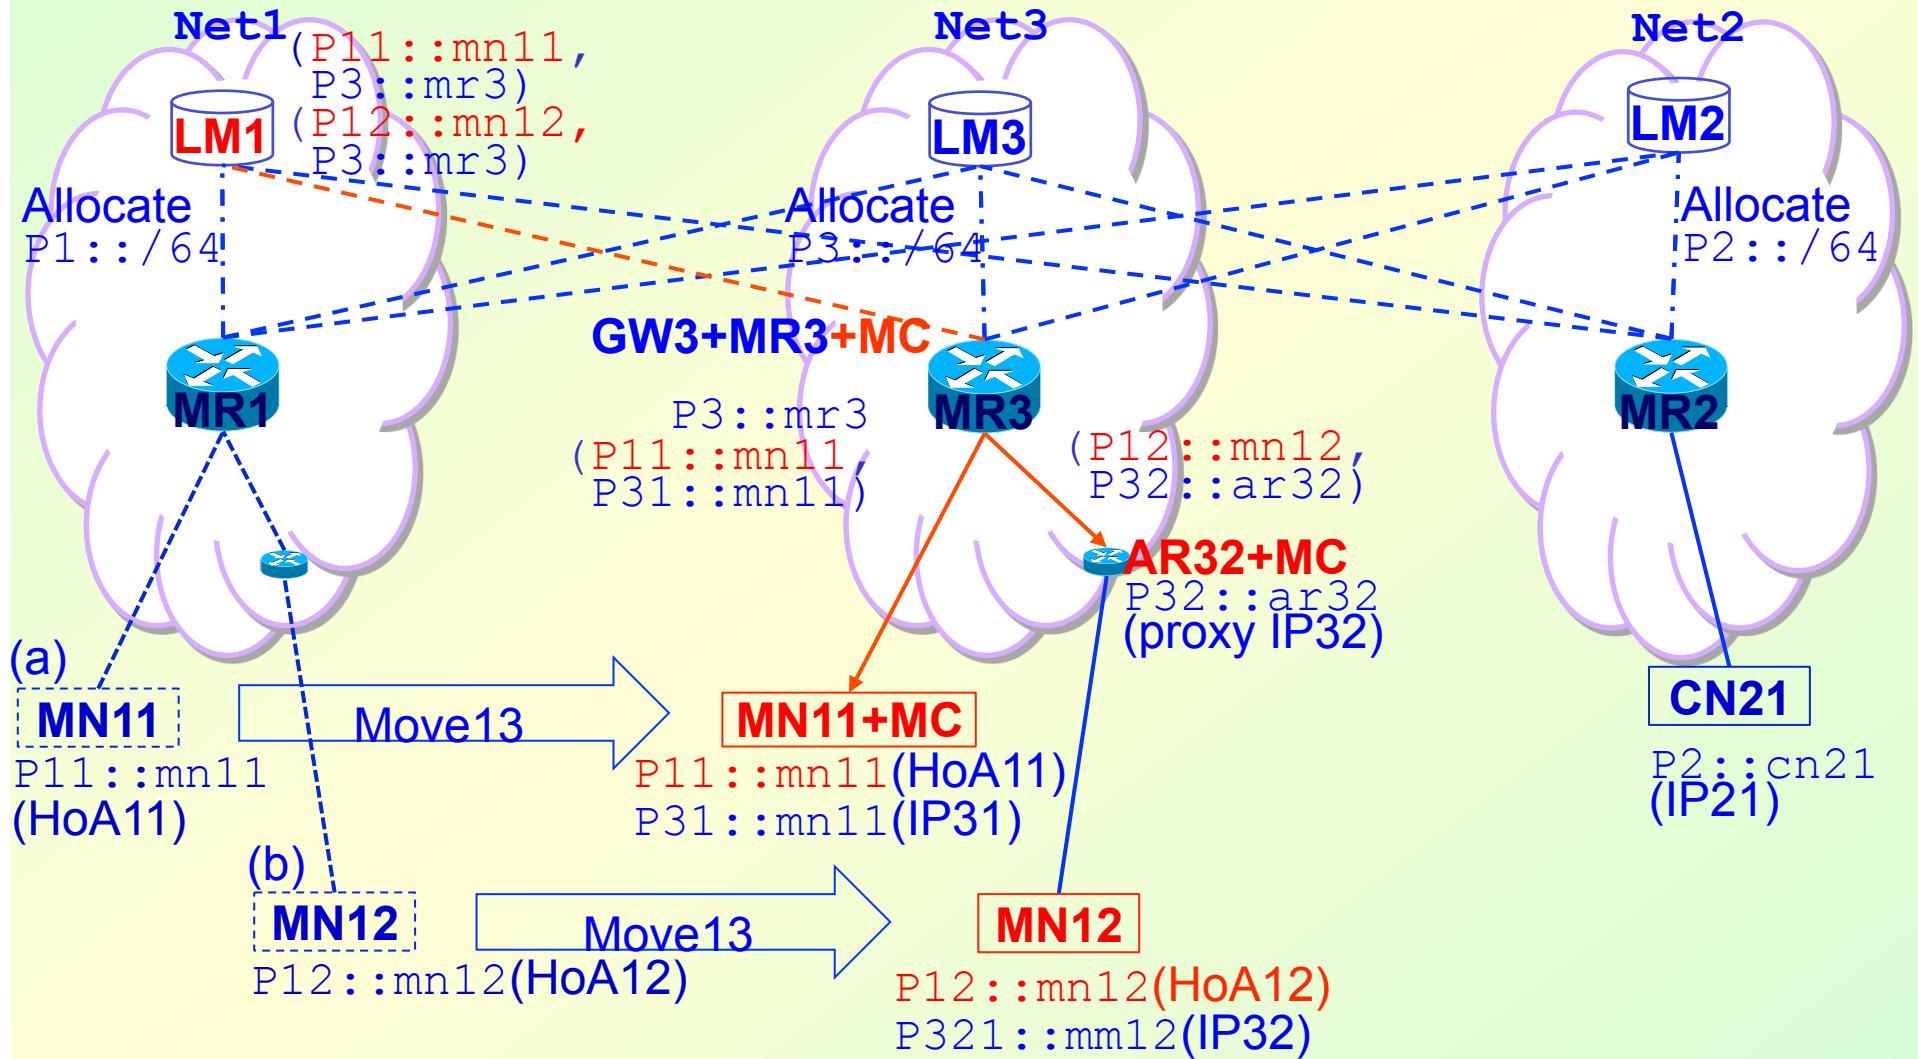 Net1
(P11::mn11,
P3::mr3)
(P12::mn12,
P3::mr3)
LM1
Allocate
P1::/64
MR1
Net3
LM3
Allocate
P3::/64
GW3+MR3+MC
MR3
P3::mr3
(P11::mn11,
P31::mn11)
(P12::mn12,
P32::ar32)
AR32+MC
P32::ar32
(proxy IP32)
Net2
LM2
Allocate
P2::/64
MR2
(a)
MN11
P11::mn11
(HoA11)
Move13
MN11+MC
P11::mn11(HoA11)
P31::mn11(IP31)
CN21
P2::cn21
(IP21)
(b)
MN12
P12::mn12(HoA12)
Move13
MN12
P12::mn12(HoA12)
P321::mm12(IP32)